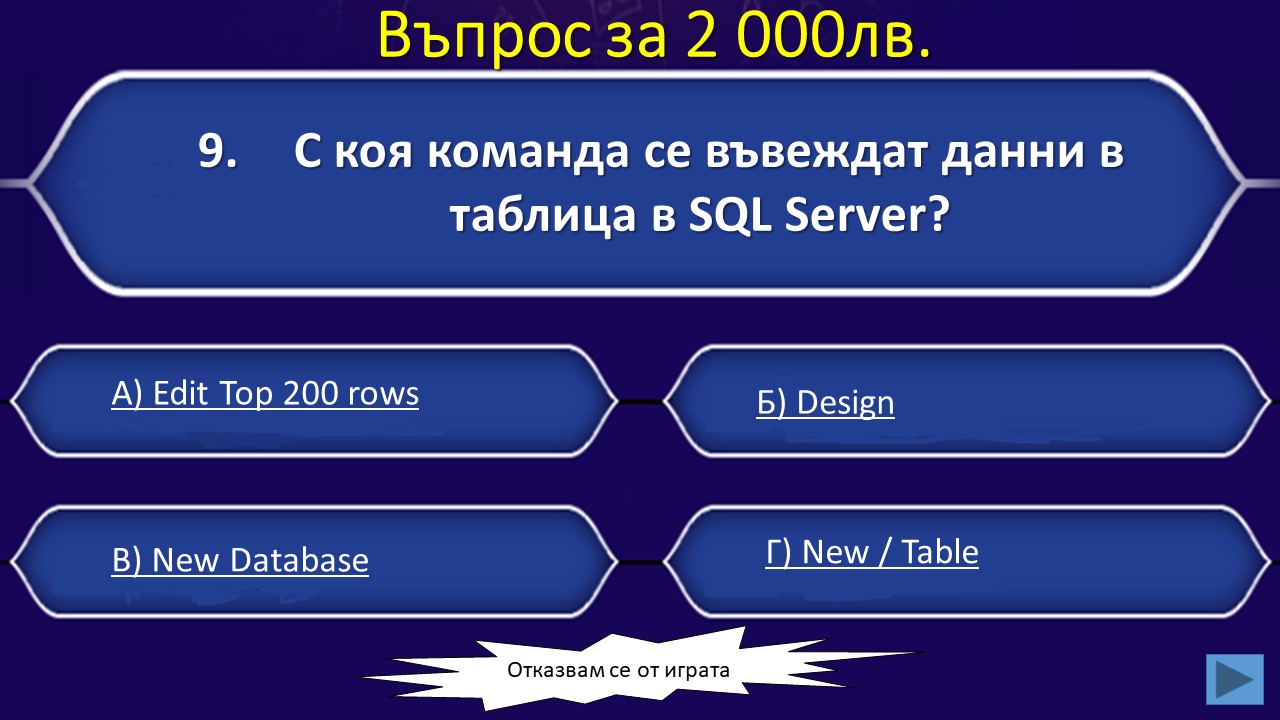 Въпрос за 2 000лв.
9. С коя команда се въвеждат данни в
таблица в SQL Server?
А) Edit Top 200 rows
Б) Design
В) New Database
Г) New / Table
Отказвам се от играта